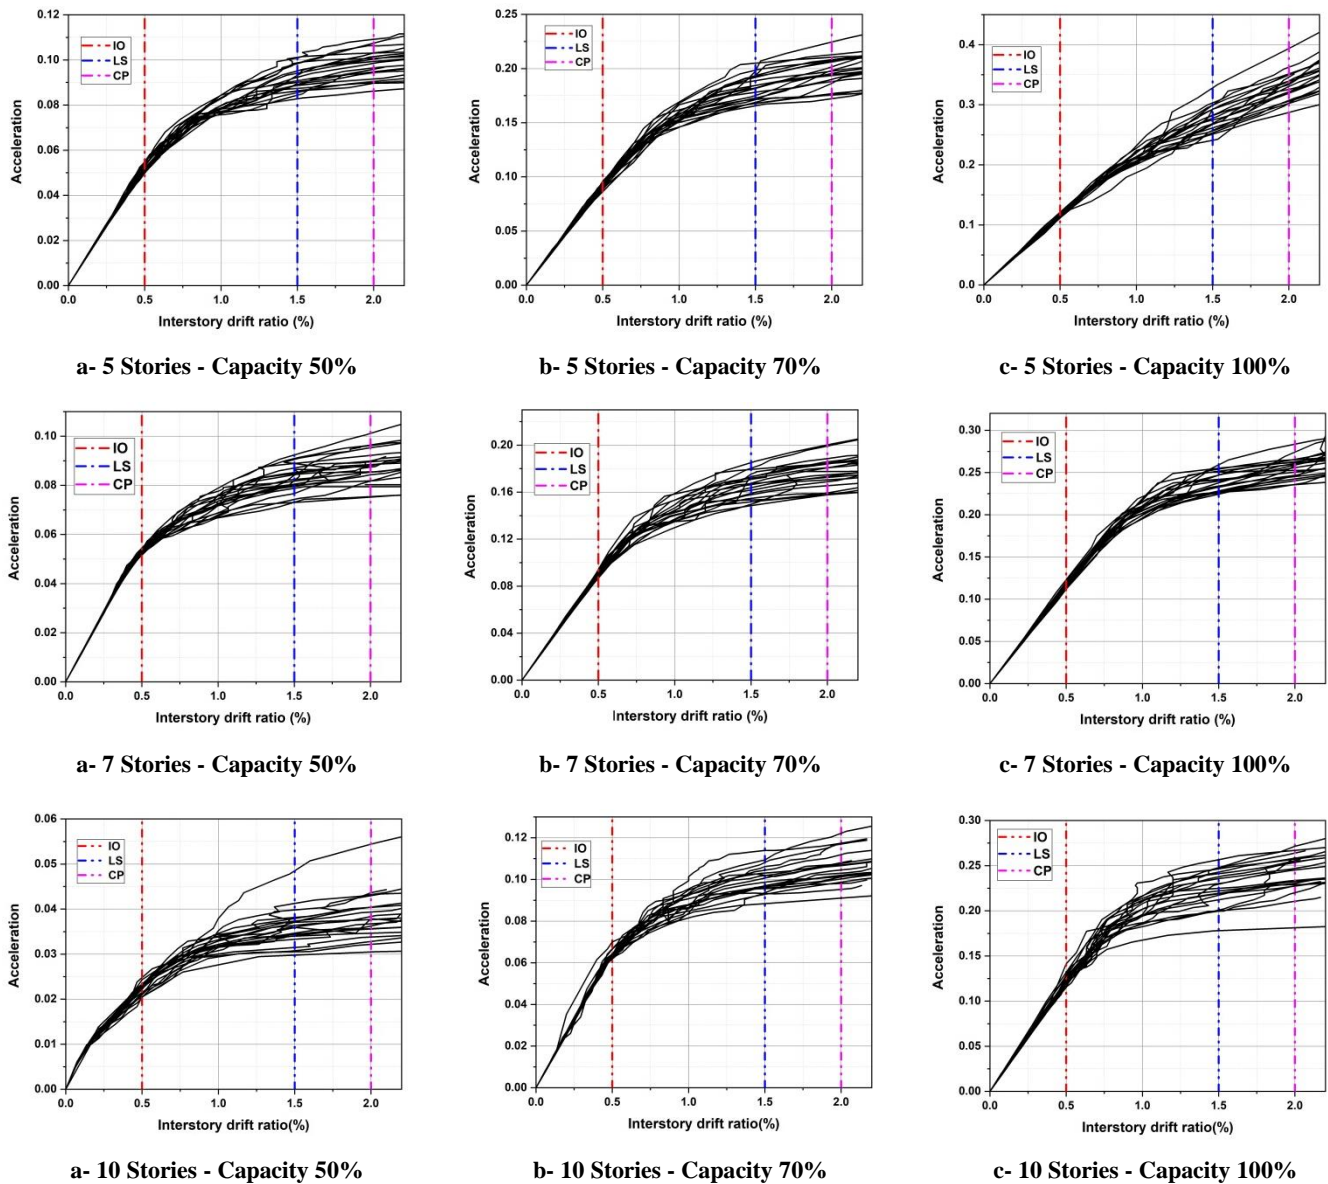 0.12
0.10
0.08
0.06
0.04
0.02
0.00
Acceleration
IO
LS
CP
0.0 0.5 1.0 1.5 2.0
Interstory drift ratio (%)
a- 5 Stories - Capacity 50%
0.25
0.20
0.15
0.10
0.05
0.00
Acceleration
IO
LS
CP
0.0 0.5 1.0 1.5 2.0
Interstory drift ratio (%)
b- 5 Stories - Capacity 70%
0.4
0.3
0.2
0.1
0.0
Acceleration
IO
LS
CP
0.0 0.5 1.0 1.5 2.0
Interstory drift ratio (%)
c- 5 Stories - Capacity 100%
0.10
0.08
0.06
0.04
0.02
0.00
Acceleration
IO
LS
CP
0.0 0.5 1.0 1.5 2.0
Interstory drift ratio (%)
a- 7 Stories - Capacity 50%
0.20
0.16
0.12
0.08
0.04
0.00
Acceleration
IO
LS
CP
0.0 0.5 1.0 1.5 2.0
Interstory drift ratio (%)
b- 7 Stories - Capacity 70%
0.30
0.25
0.20
0.15
0.10
0.05
0.00
Acceleration
IO
LS
CP
0.0 0.5 1.0 1.5 2.0
Interstory drift ratio (%)
c- 7 Stories - Capacity 100%
0.06
0.05
0.04
0.03
0.02
0.01
0.00
Acceleration
IO
LS
CP
0.0 0.5 1.0 1.5 2.0
Interstory drift ratio(%)
a- 10 Stories - Capacity 50%
0.12
0.10
0.08
0.06
0.04
0.02
0.00
Acceleration
IO
LS
CP
0.0 0.5 1.0 1.5 2.0
Interstory drift ratio(%)
b- 10 Stories - Capacity 70%
0.30
0.25
0.20
0.15
0.10
0.05
0.00
Acceleration
IO
LS
CP
0.0 0.5 1.0 1.5 2.0
Interstory drift ratio(%)
c- 10 Stories - Capacity 100%